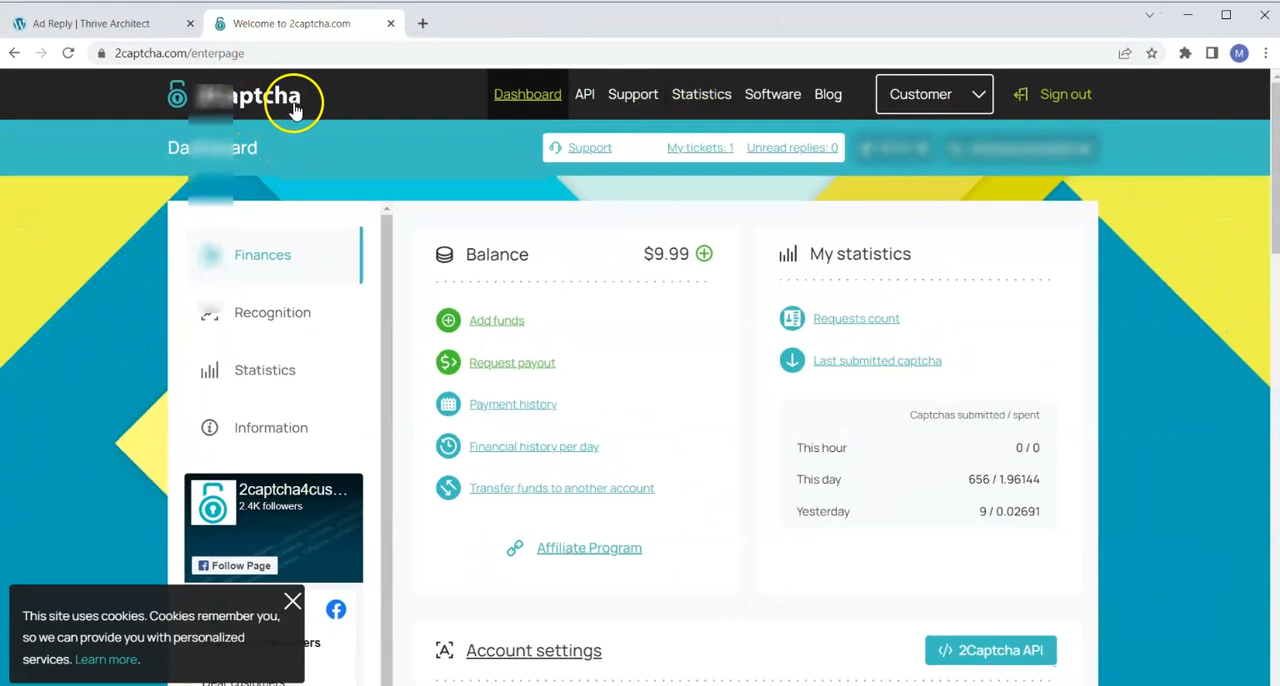 Ad Reply | Thrive Architect
Welcome to 2captcha.com
2captcha.com/enterpage
M
aptcha
Dashboard
API
Support
Statistics
Software
Blog
Customer
Sign out
Dashboard
Support
My tickets: 1
Unread replies: 0
Finances
Recognition
Statistics
Information
2captcha4cus...
2.4K followers
Follow Page
Balance
$9.99
Add funds
Request payout
Payment history
Financial history per day
Transfer funds to another account
Affiliate Program
My statistics
Requests count
Last submitted captcha
Captchas submitted / spent
This hour 0 / 0
This day 656 / 1.96144
Yesterday 9 / 0.02691
Account settings
2Captcha API
This site uses cookies. Cookies remember you,
so we can provide you with personalized
services. Learn more.